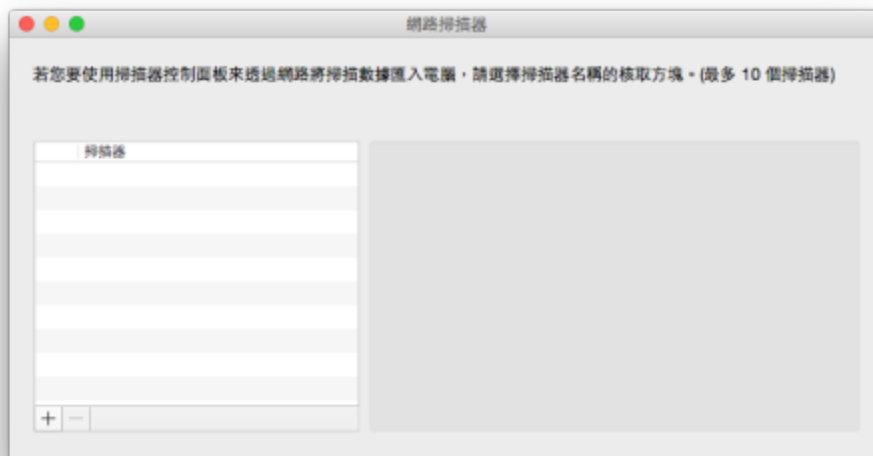 網路掃描器
若您要使用掃描器控制面板來透過網路將掃描數據匯入電腦，請選擇掃描器名稱的核取方塊。(最多 10 個掃描器)
掃描器